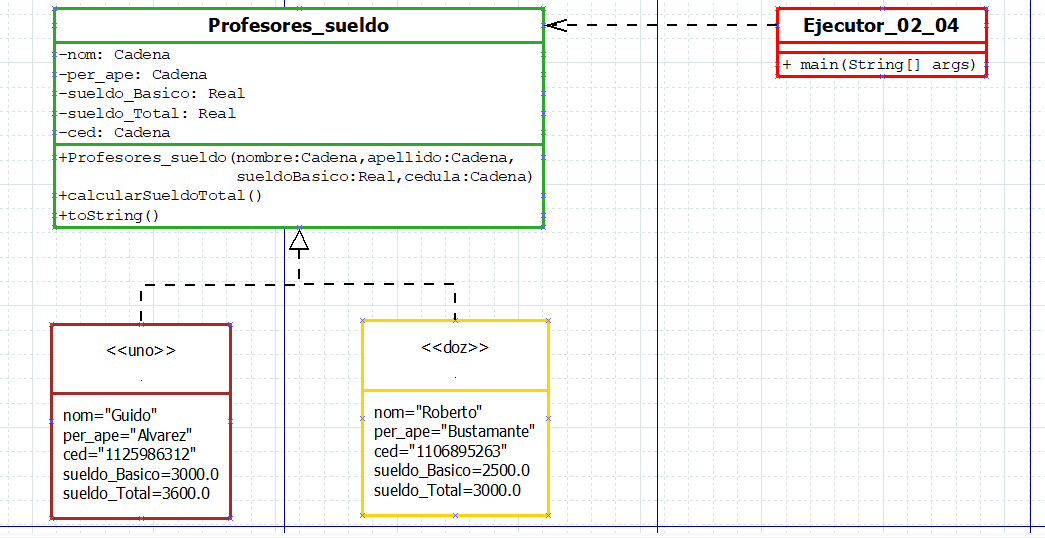 Profesores_sueldo
-nom: Cadena
-per_ape: Cadena
-sueldo_Basico: Real
-sueldo_Total: Real
-ced: Cadena
+Profesores_sueldo(nombre:Cadena,apellido:Cadena,
sueldoBasico:Real,cedula:Cadena)
+calcularSueldoTotal()
+toString()
Ejecutor_02_04
+ main(String[] args)
<<uno>>
.
nom="Guido"
per_ape="Alvarez"
ced="1125986312"
sueldo_Basico=3000.0
sueldo_Total=3600.0
<<doz>>
.
nom="Roberto"
per_ape="Bustamante"
ced="1106895263"
sueldo_Basico=2500.0
sueldo_Total=3000.0